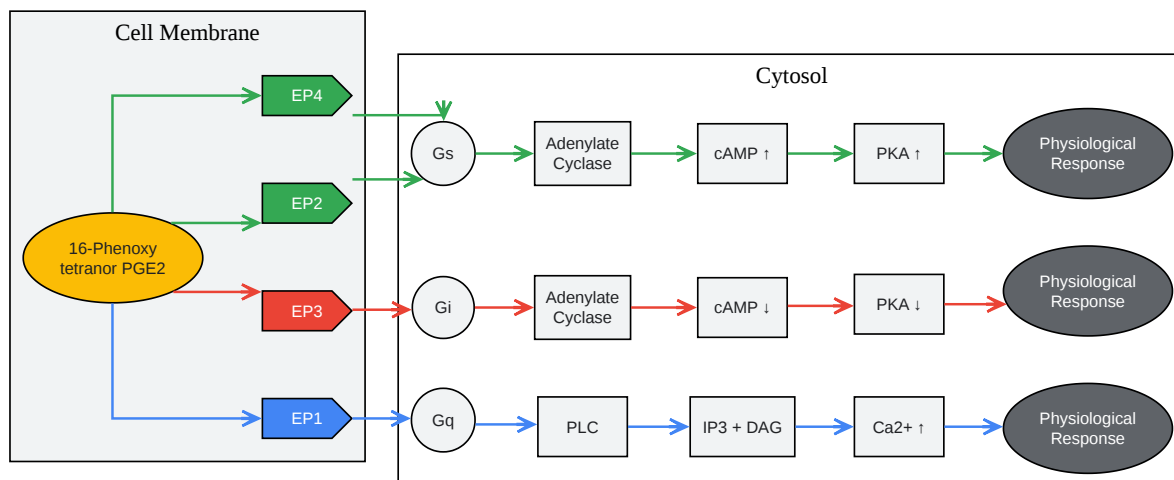 Cell Membrane
Cytosol
EP4
EP2
EP3
EP1
16-Phenoxy
tetranor PGE2
Gs
Adenylate
Cyclase
cAMP ↑
PKA ↑
Physiological
Response
Gi
Adenylate
Cyclase
cAMP ↓
PKA ↓
Physiological
Response
Gq
PLC
IP3 + DAG
Ca2+ ↑
Physiological
Response